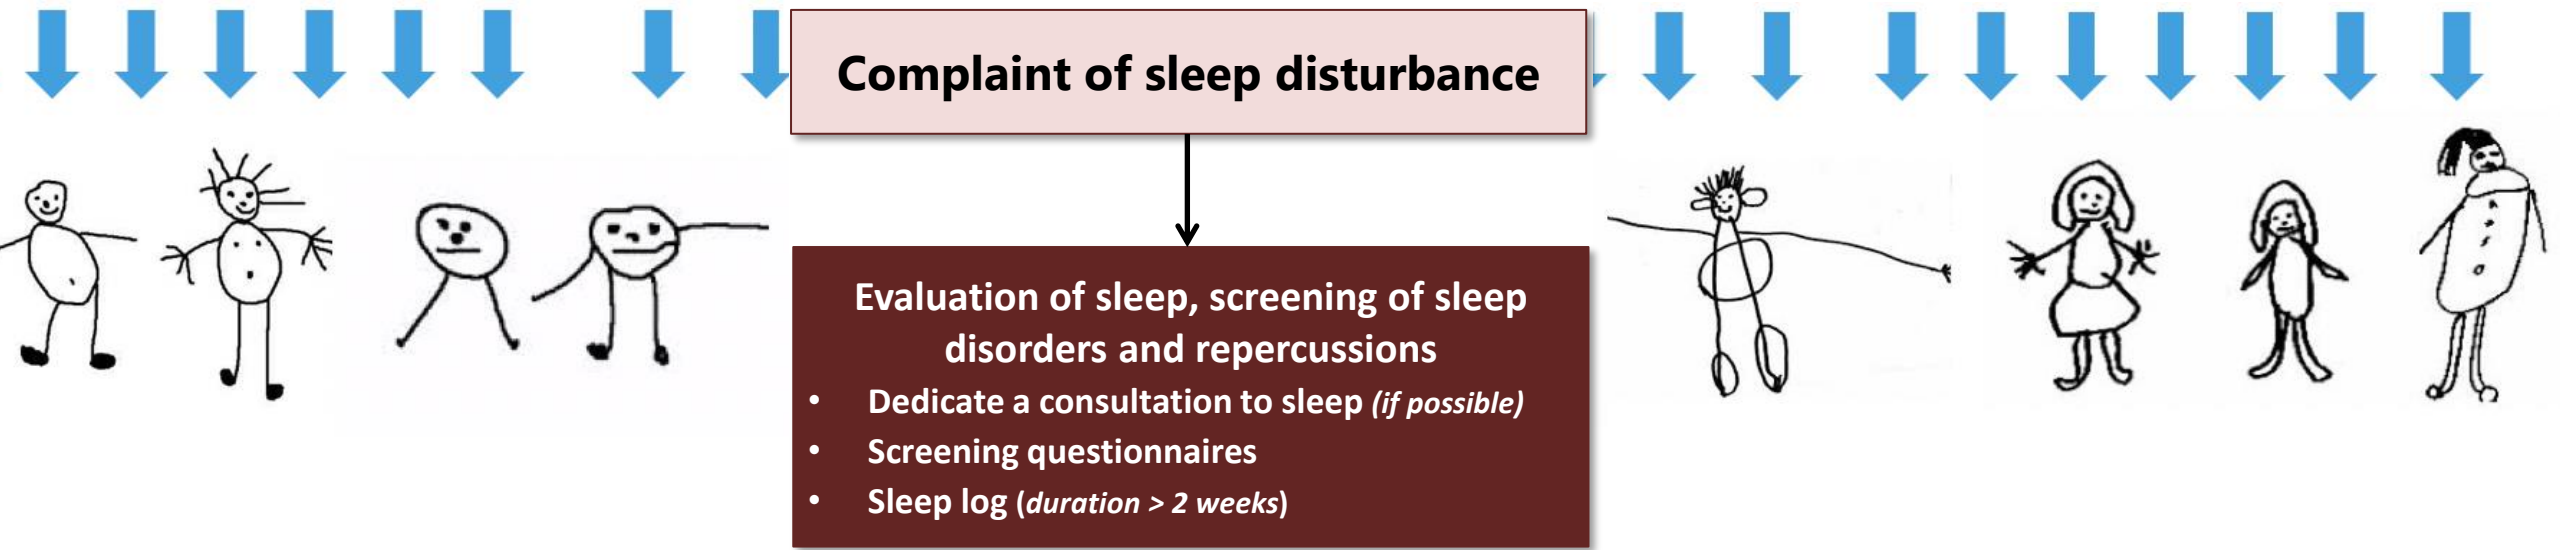 Complaint of sleep disturbance
Evaluation of sleep, screening of sleep
disorders and repercussions
• Dedicate a consultation to sleep (if possible)
• Screening questionnaires
• Sleep log (duration > 2 weeks)